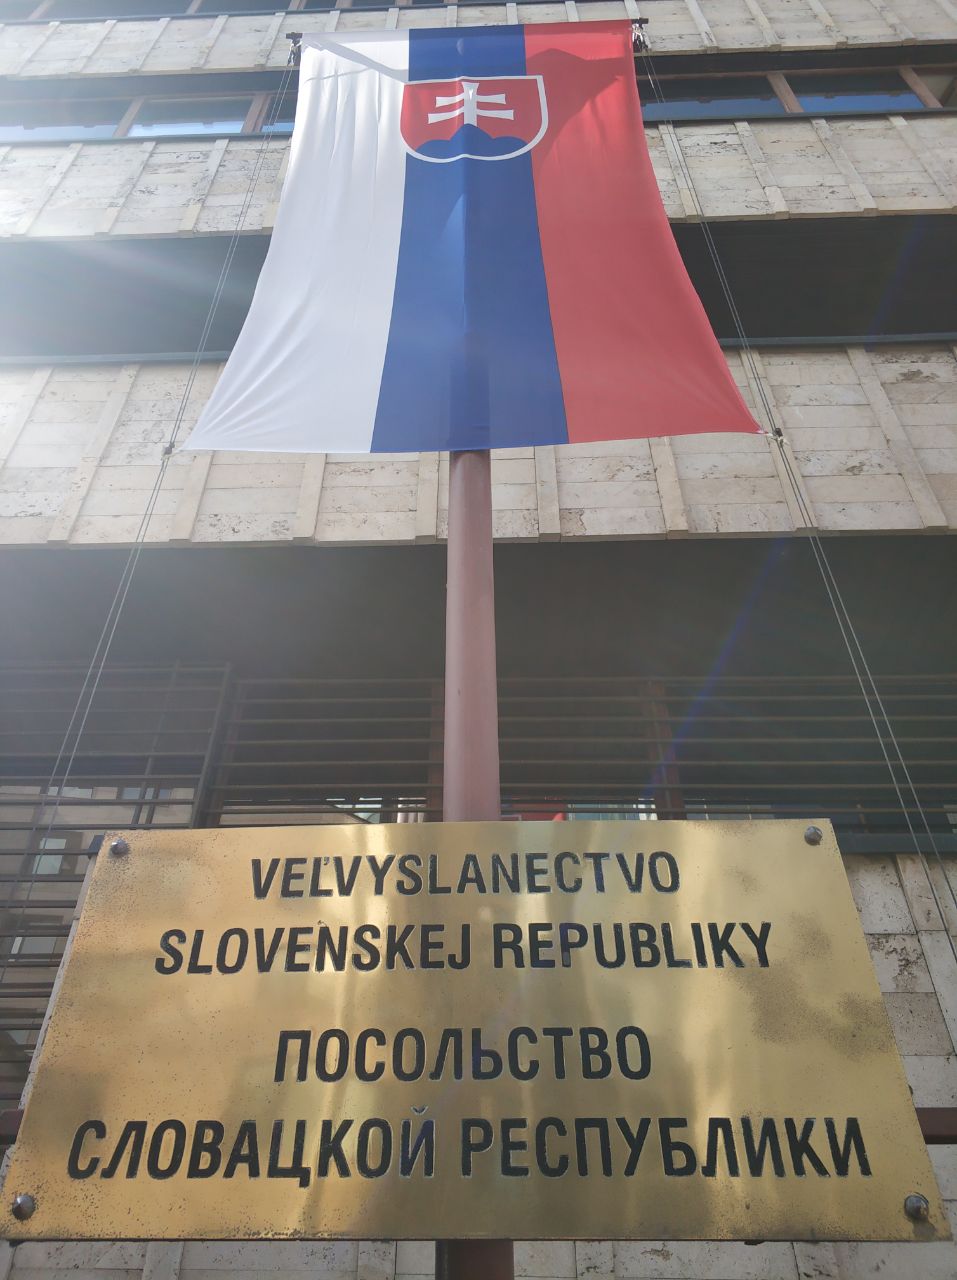 VEĽVYSLANECTVO
SLOVENSKEJ REPUBLIKY
ПОСОЛЬСТВО
СЛОВАЦКОЙ РЕСПУБЛИКИ